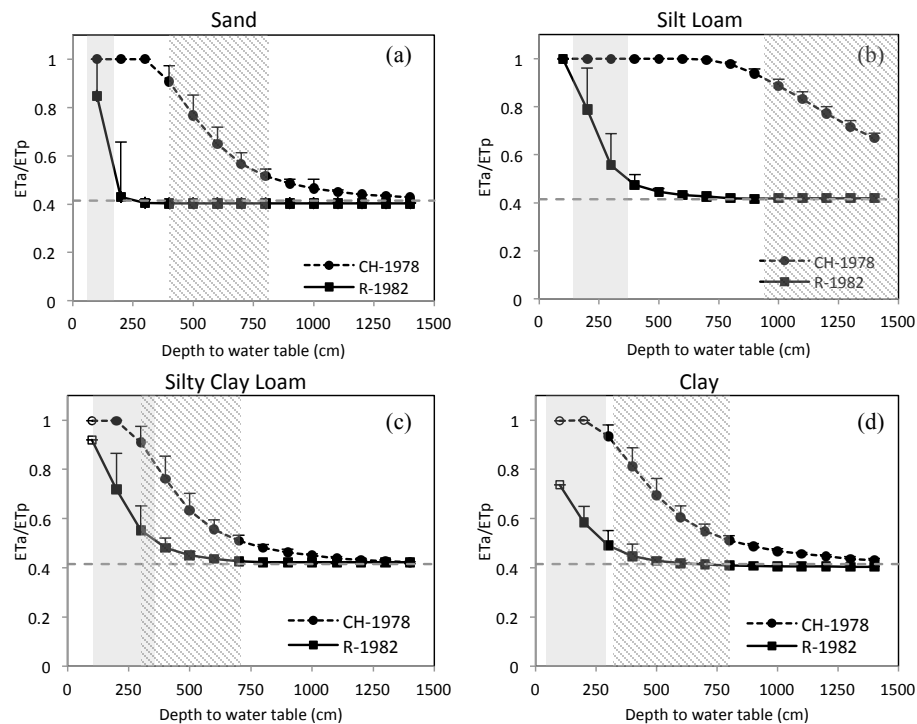 Sand
(a)
ETa/ETp
1
0.8
0.6
0.4
0.2
0
CH-1978
R-1982
0 250 500 750 1000 1250 1500
Depth to water table (cm)
Silt Loam
(b)
ETa/ETp
1
0.8
0.6
0.4
0.2
0
CH-1978
R-1982
0 250 500 750 1000 1250 1500
Depth to water table (cm)
Silty Clay Loam
(c)
ETa/ETp
1
0.8
0.6
0.4
0.2
0
CH-1978
R-1982
0 250 500 750 1000 1250 1500
Depth to water table (cm)
Clay
(d)
ETa/ETp
1
0.8
0.6
0.4
0.2
0
CH-1978
R-1982
0 250 500 750 1000 1250 1500
Depth to water table (cm)